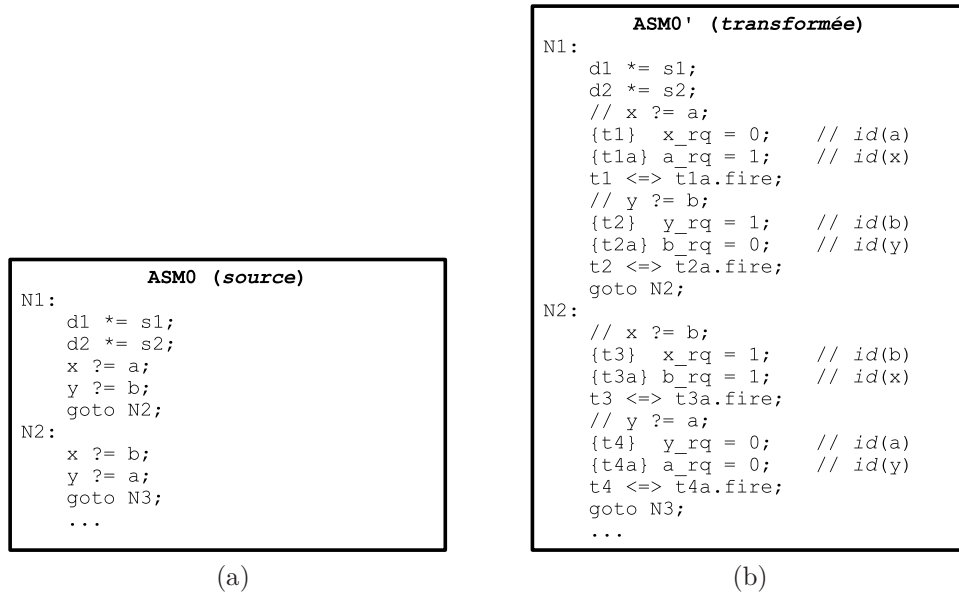 ASM0 (source)
N1:
d1 *= s1;
d2 *= s2;
x ?= a;
y ?= b;
goto N2;
N2:
x ?= b;
y ?= a;
goto N3;
...
(a)
ASM0' (transformée)
N1:
d1 *= s1;
d2 *= s2;
// x ?= a;
{t1} x_rq = 0; // id(a)
{t1a} a_rq = 1; // id(x)
t1 <=> t1a.fire;
// y ?= b;
{t2} y_rq = 1; // id(b)
{t2a} b_rq = 0; // id(y)
t2 <=> t2a.fire;
goto N2;
N2:
// x ?= b;
{t3} x_rq = 1; // id(b)
{t3a} b_rq = 1; // id(x)
t3 <=> t3a.fire;
// y ?= a;
{t4} y_rq = 0; // id(a)
{t4a} a_rq = 0; // id(y)
t4 <=> t4a.fire;
goto N3;
...
(b)